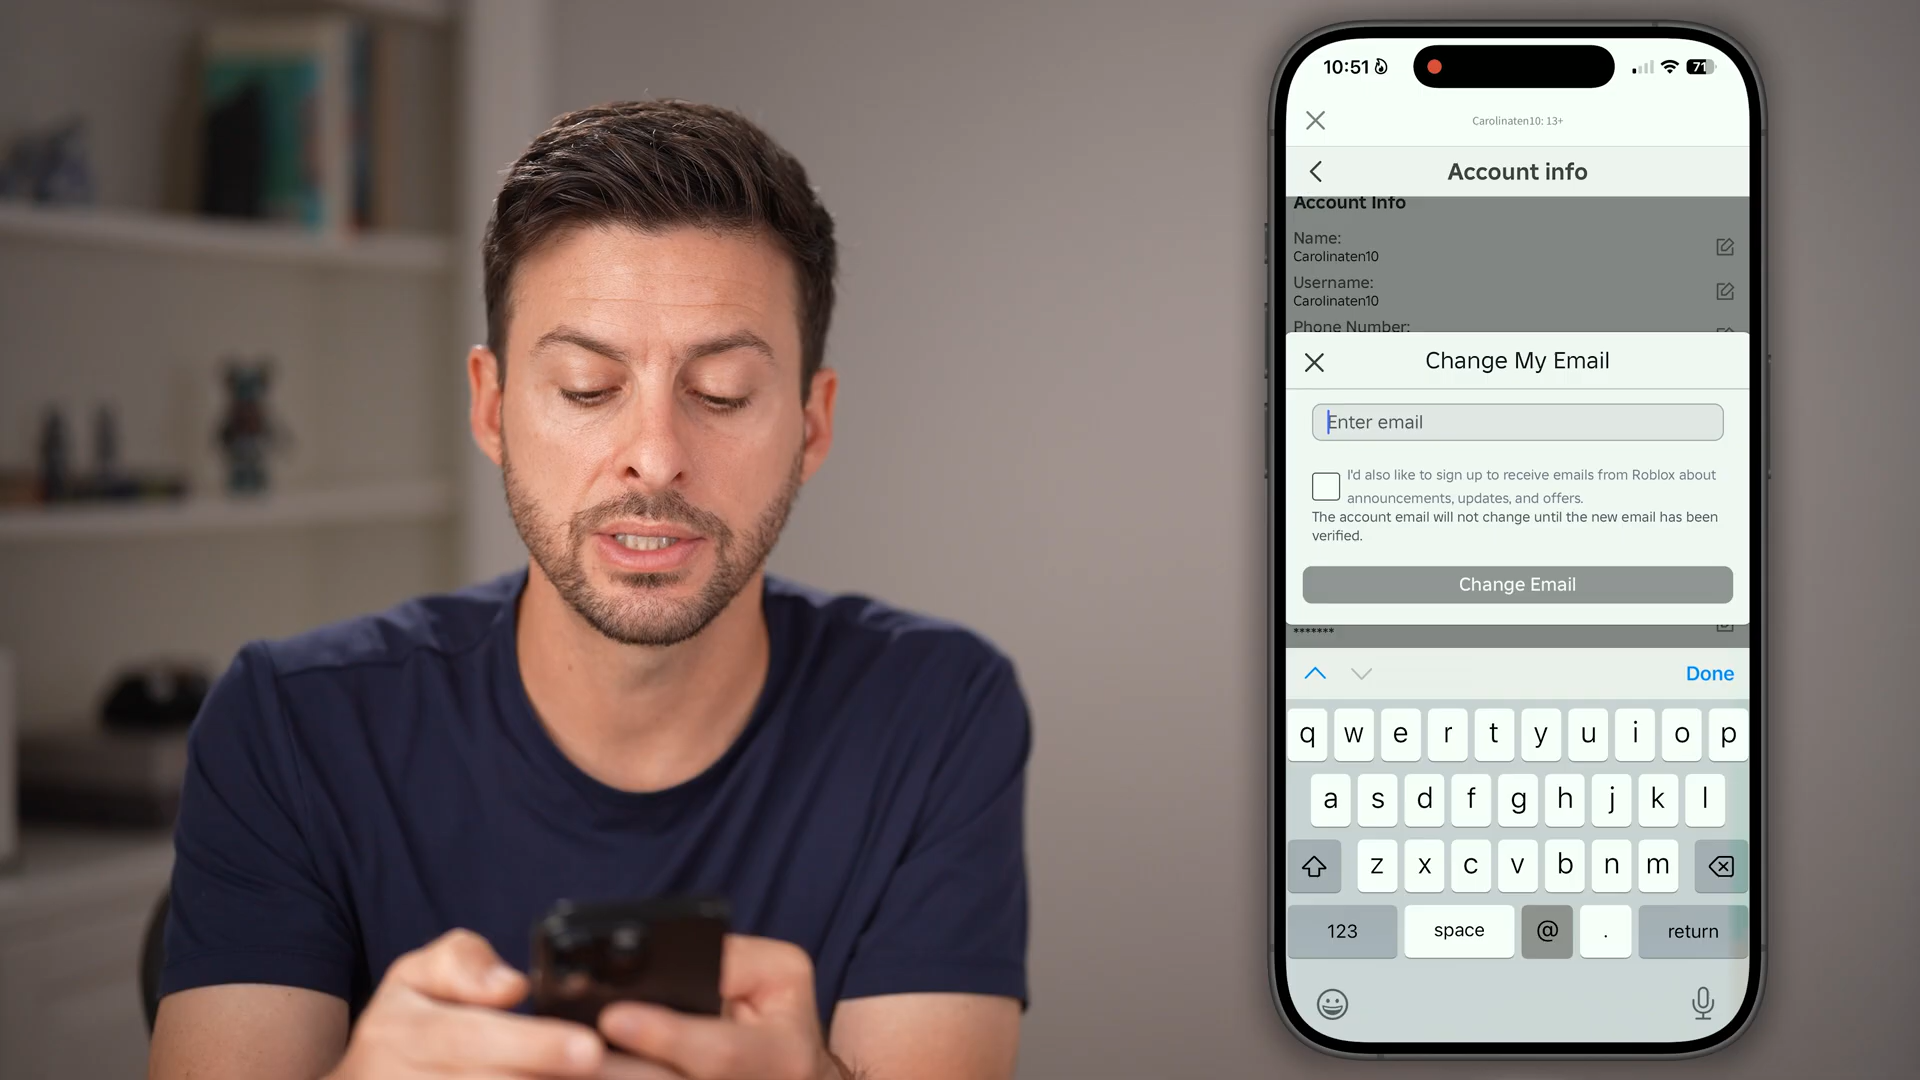 10:51
71
Carolinaten10: 13+
Account info
Account Info
Name:
Carolinaten10
Username:
Carolinaten10
Phone Number:
Change My Email
Enter email
I'd also like to sign up to receive emails from Roblox about
announcements, updates, and offers.
The account email will not change until the new email has been
verified.
Change Email
*******
Done
q w e r t y u i o p
a s d f g h j k l
z x c v b n m
123 space @ . return